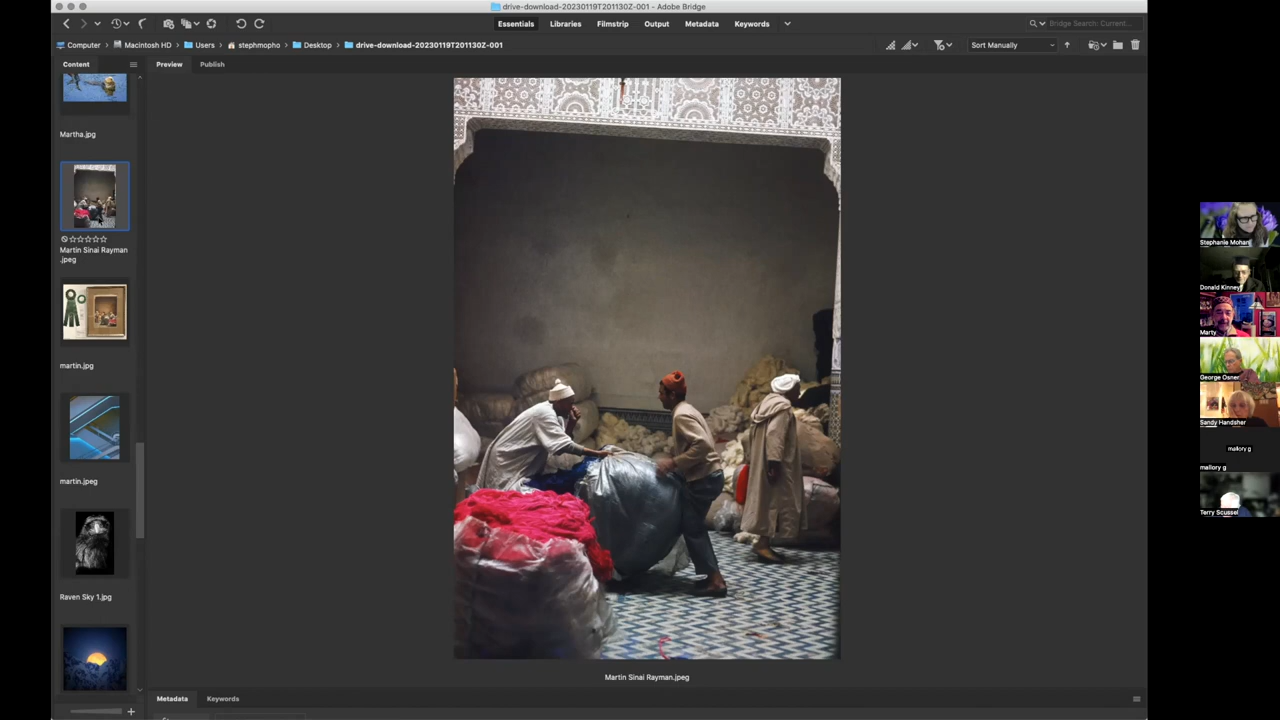 drive-download-20230119T201130Z-001 - Adobe Bridge
Essentials Libraries Filmstrip Output Metadata Keywords
Bridge Search: Current...
Computer Macintosh HD Users stephmopho Desktop drive-download-20230119T201130Z-001
Sort Manually
Content
Preview Publish
Martha.jpg
Martin Sinai Rayman
.jpeg
martin.jpg
martin.jpeg
Raven Sky 1.jpg
Martin Sinai Rayman.jpeg
Metadata Keywords
Stephanie Mohan
Donald Kinney
Marty
George Osner
Sandy Handsher
mallory g
mallory g
Terry Scussel